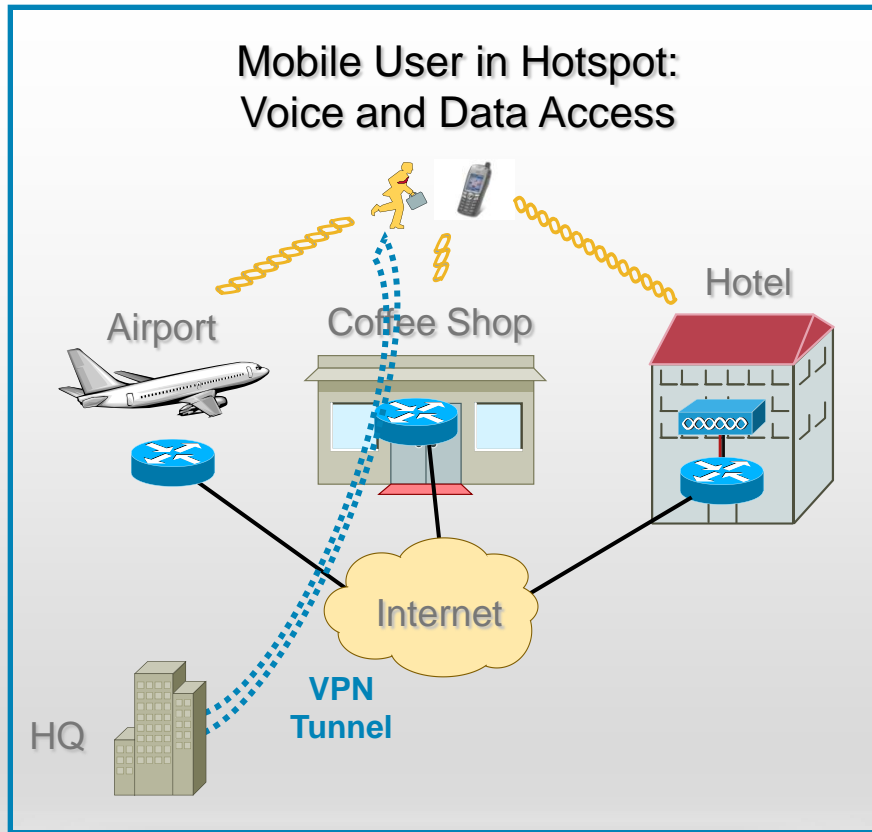 Mobile User in Hotspot:
Voice and Data Access
Hotel
Airport
Coffee Shop
Internet
VPN
Tunnel
HQ